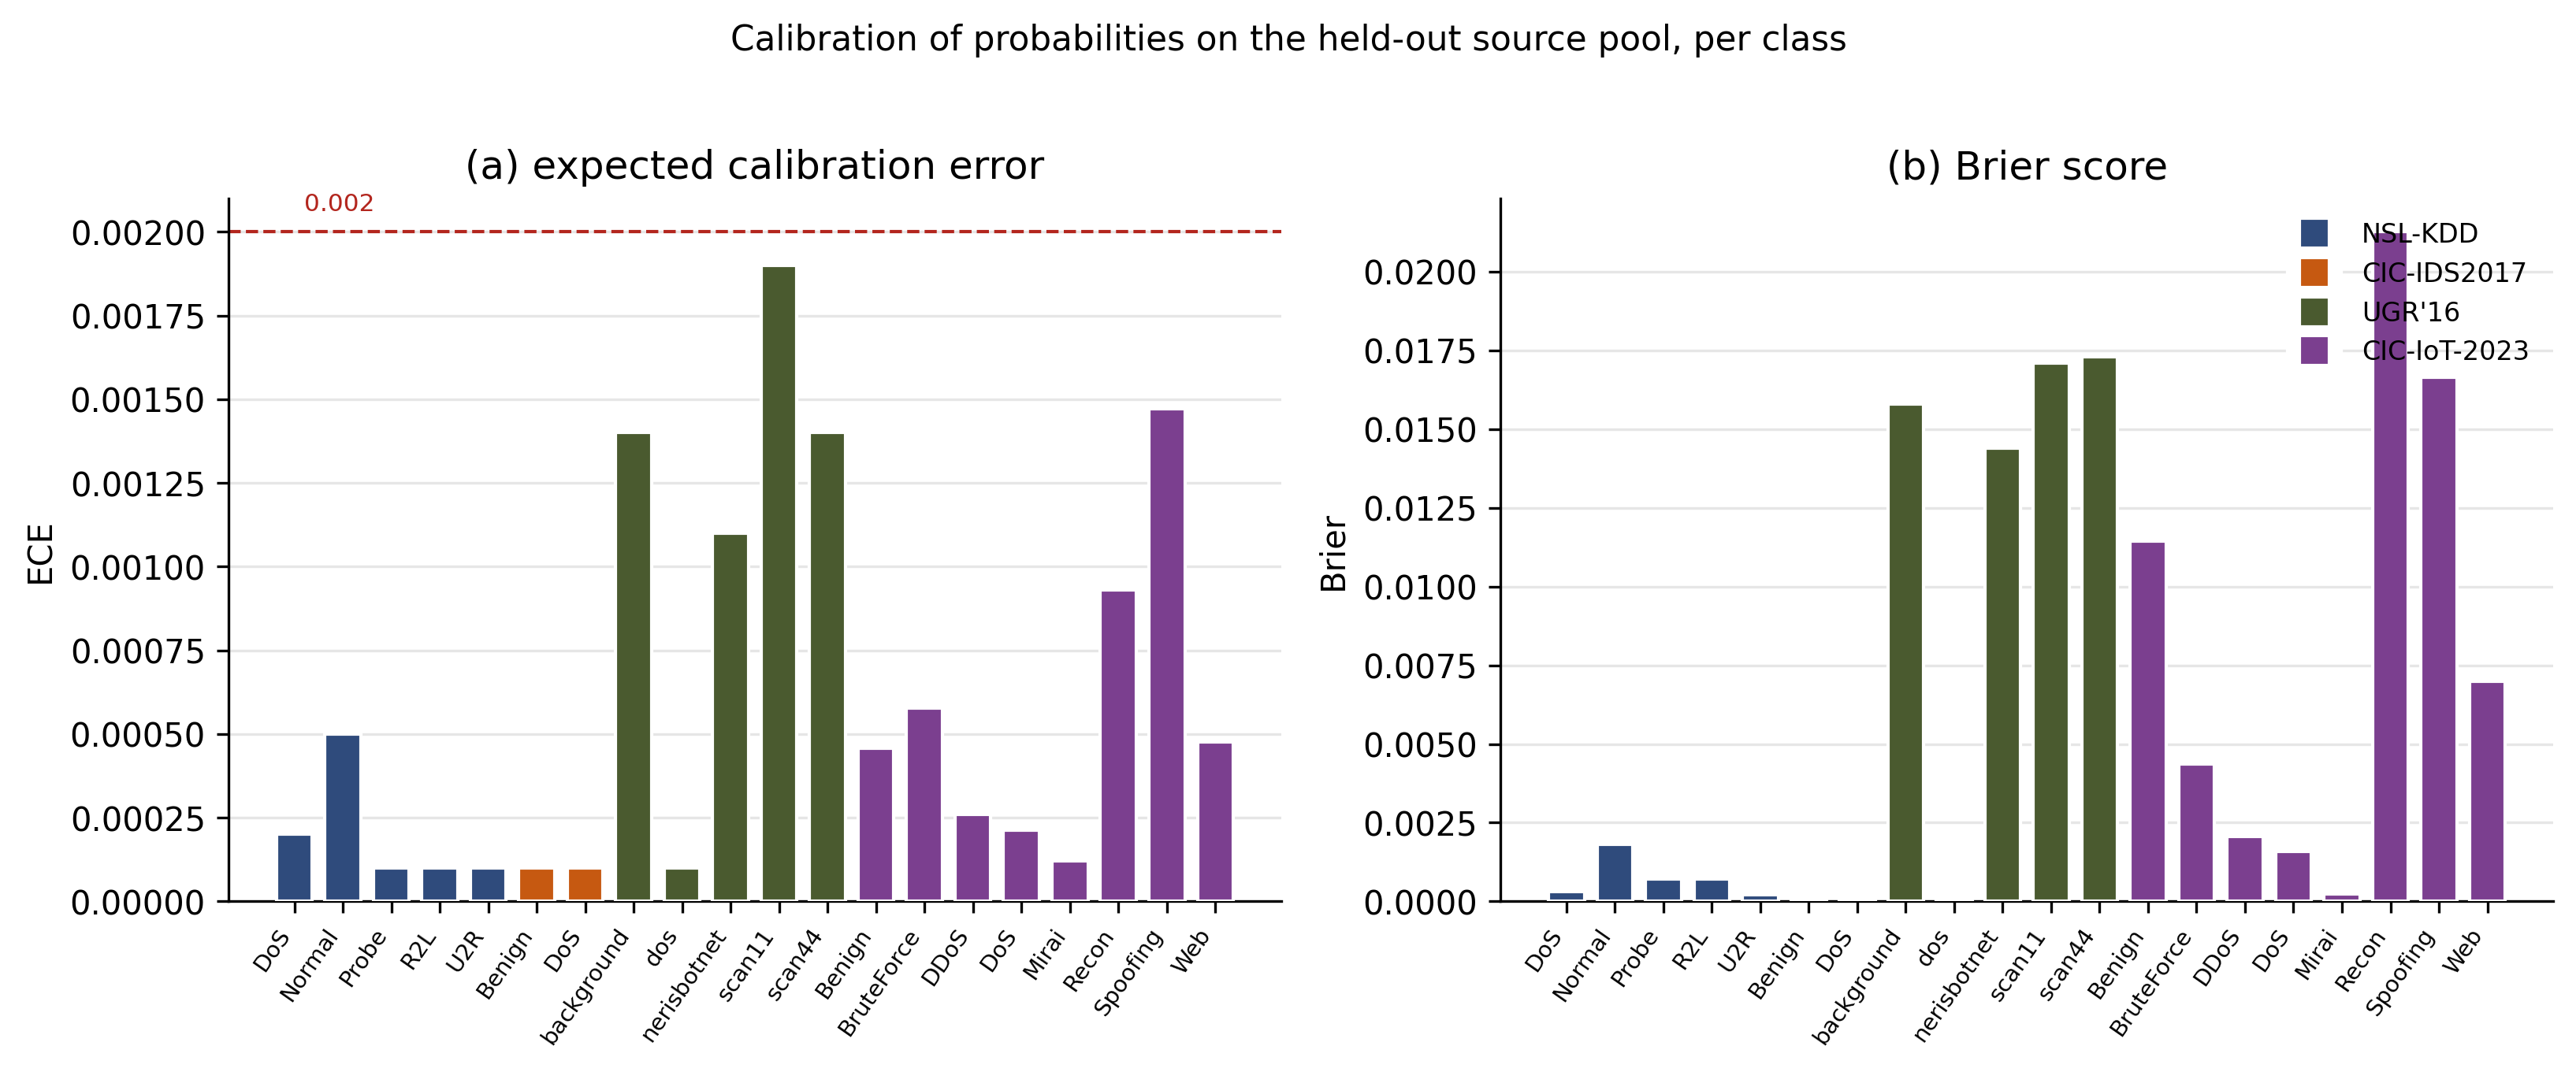 Calibration of probabilities on the held-out source pool, per class
(a) expected calibration error
0.002
0.00200
0.00175
0.00150
0.00125
0.00100
0.00075
0.00050
0.00025
0.00000
ECE
DoS
Normal
Probe
R2L
U2R
Benign
DoS
background
dos
nerisbotnet
scan11
scan44
Benign
BruteForce
DDoS
DoS
Mirai
Recon
Spoofing
Web
(b) Brier score
NSL-KDD
CIC-IDS2017
UGR'16
CIC-IoT-2023
0.0200
0.0175
0.0150
0.0125
0.0100
0.0075
0.0050
0.0025
0.0000
Brier
DoS
Normal
Probe
R2L
U2R
Benign
DoS
background
dos
nerisbotnet
scan11
scan44
Benign
BruteForce
DDoS
DoS
Mirai
Recon
Spoofing
Web